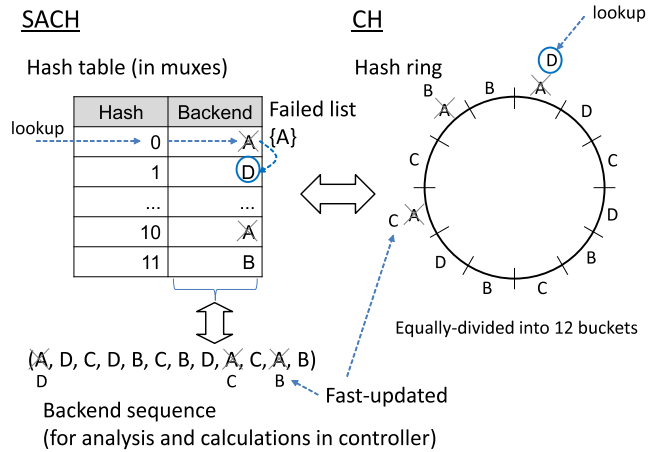 SACH
Hash table (in muxes)
lookup
Hash Backend
0 A
1 D
... ...
10 A
11 B
Failed list
{A}
(A, D, C, D, B, C, B, D, A, C, A, B)
D C B
Backend sequence
(for analysis and calculations in controller)
Fast-updated
CH
lookup
Hash ring
D
A
D
C
D
B
C
B
D
C A
C
B A
B
Equally-divided into 12 buckets